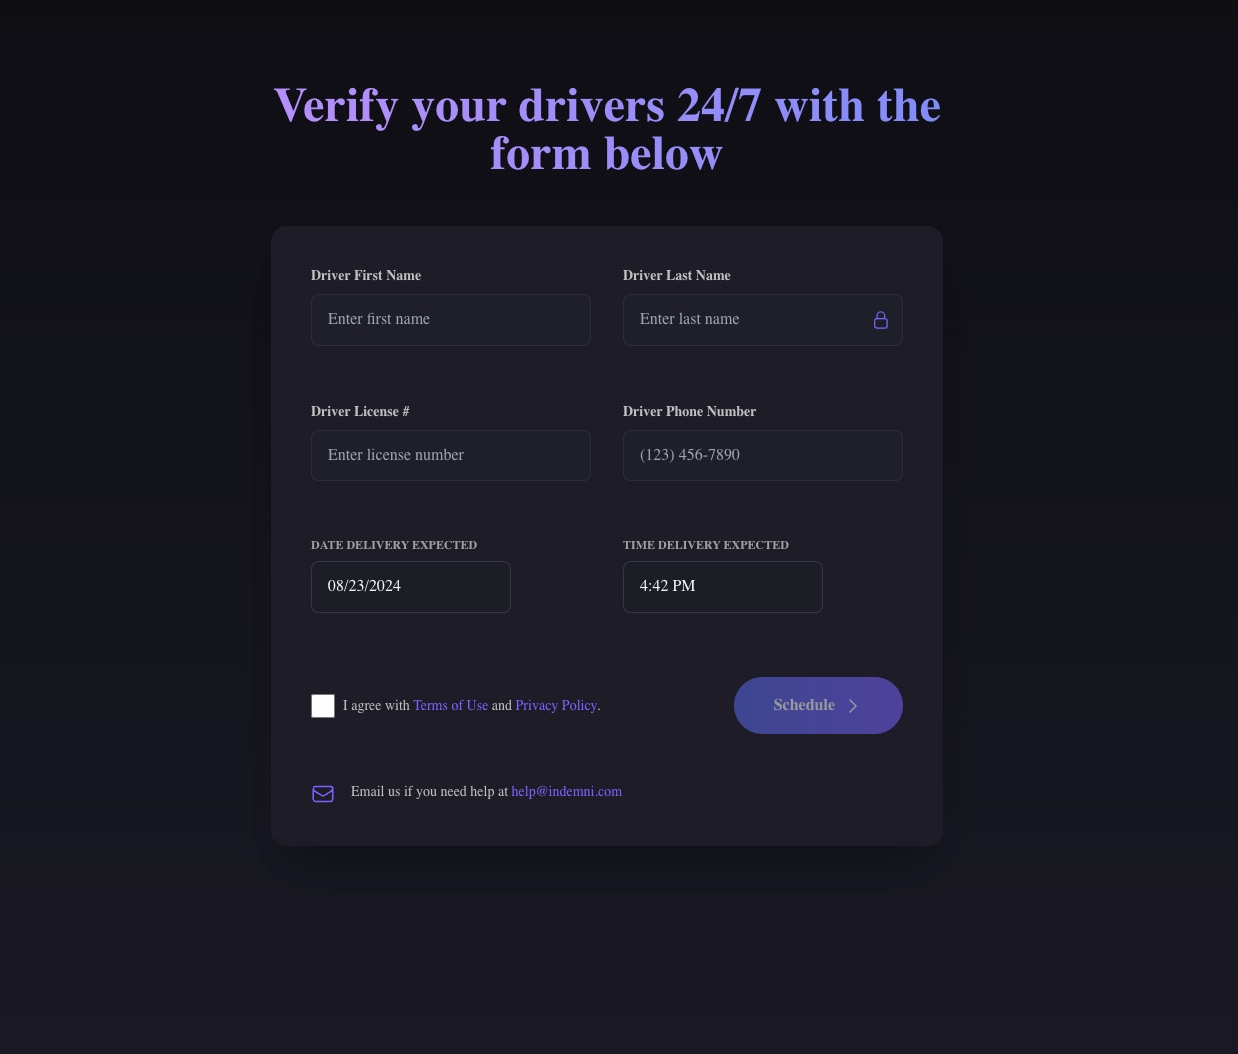 Verify your drivers 24/7 with the
form below
Driver First Name
Driver Last Name
Enter first name
Enter last name
Driver License #
Driver Phone Number
Enter license number
(123) 456-7890
DATE DELIVERY EXPECTED
TIME DELIVERY EXPECTED
08/23/2024
4:42 PM
I agree with Terms of Use and Privacy Policy.
Schedule
Email us if you need help at help@indemni.com